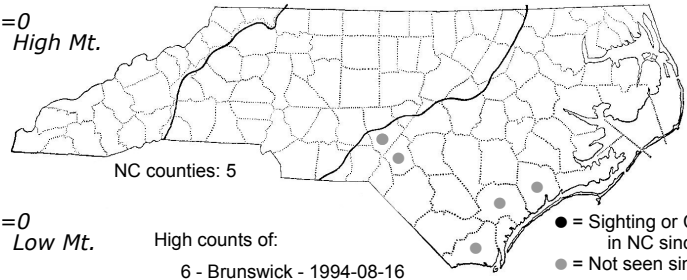 =0
High Mt.
NC counties: 5
=0
Low Mt.
High counts of:
6 - Brunswick - 1994-08-16
● = Sighting or
in NC sinc
● = Not seen sin